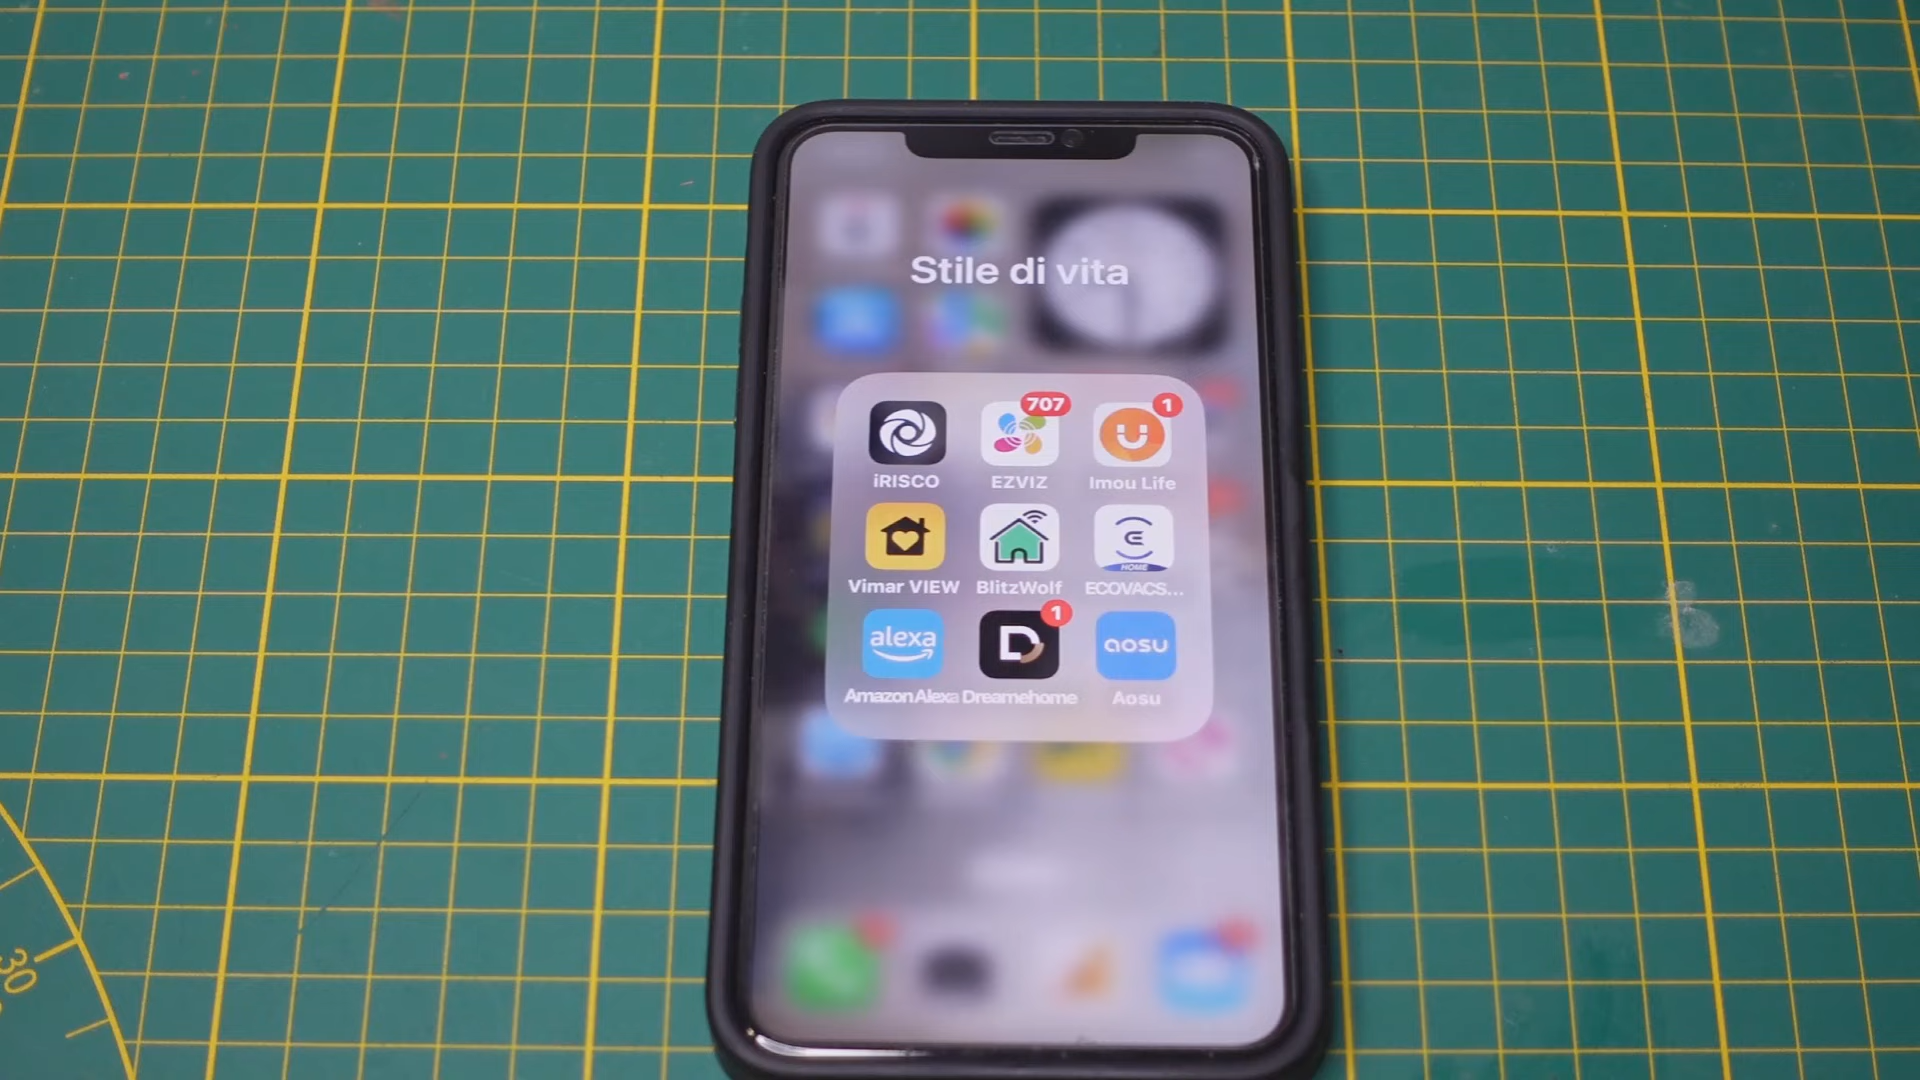 Stile di vita
707
1
iRISCO
EZVIZ
Imou Life
HOME
Vimar VIEW
BlitzWolf
ECOVACS...
alexa
1
aosu
Amazon Alexa
Dreamehome
Aosu
30